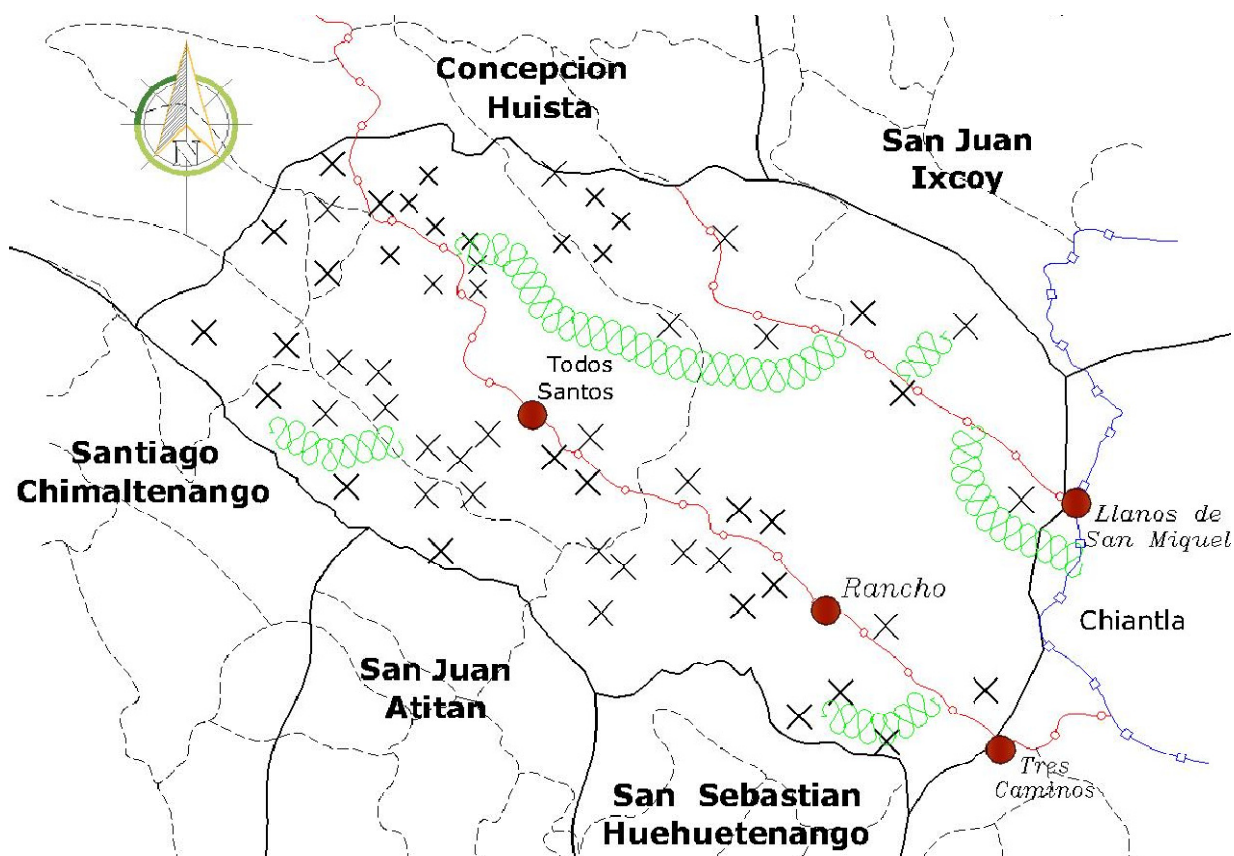 Concepcion
Huista
San Juan
Ixcoy
N
Todos
Santos
Santiago
Chimaltenango
Llanos de
San Miquel
Rancho
Chiantla
San Juan
Atitan
Tres
Caminos
San Sebastian
Huehuetenango